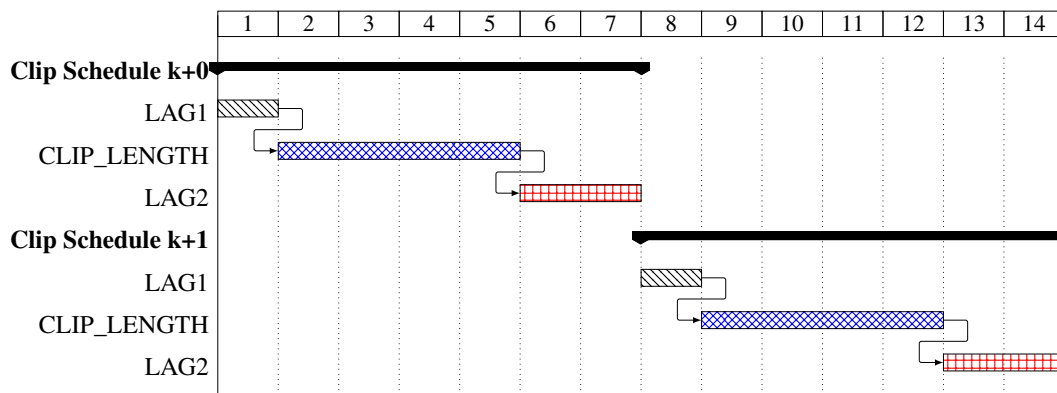 1 2 3 4 5 6 7 8 9 10 11 12 13 14
Clip Schedule k+0
LAG1
CLIP_LENGTH
LAG2
Clip Schedule k+1
LAG1
CLIP_LENGTH
LAG2